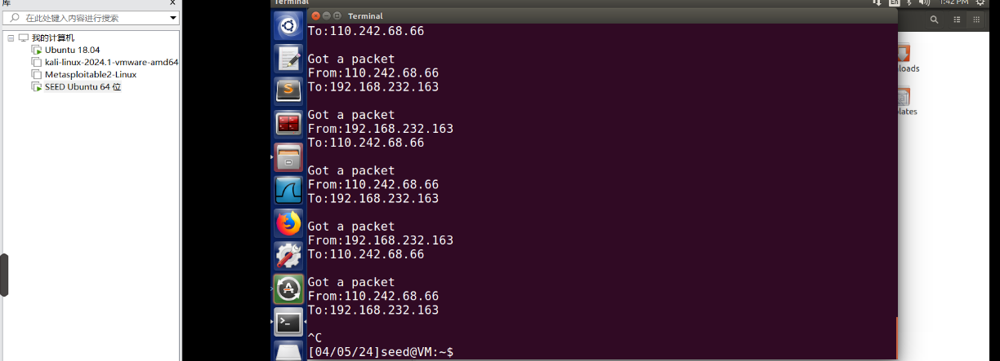 库
x
在此处键入内容进行搜索
我的计算机
Ubuntu 18.04
kali-linux-2024.1-vmware-amd64
Metasploitable2-Linux
SEED Ubuntu 64 位
Terminal
En
1:42 PM
Terminal
To:110.242.68.66
Got a packet
From:110.242.68.66
To:192.168.232.163
Got a packet
From:192.168.232.163
To:110.242.68.66
Got a packet
From:110.242.68.66
To:192.168.232.163
Got a packet
From:192.168.232.163
To:110.242.68.66
Got a packet
From:110.242.68.66
To:192.168.232.163
^C
[04/05/24]seed@VM:~$
loads
plates